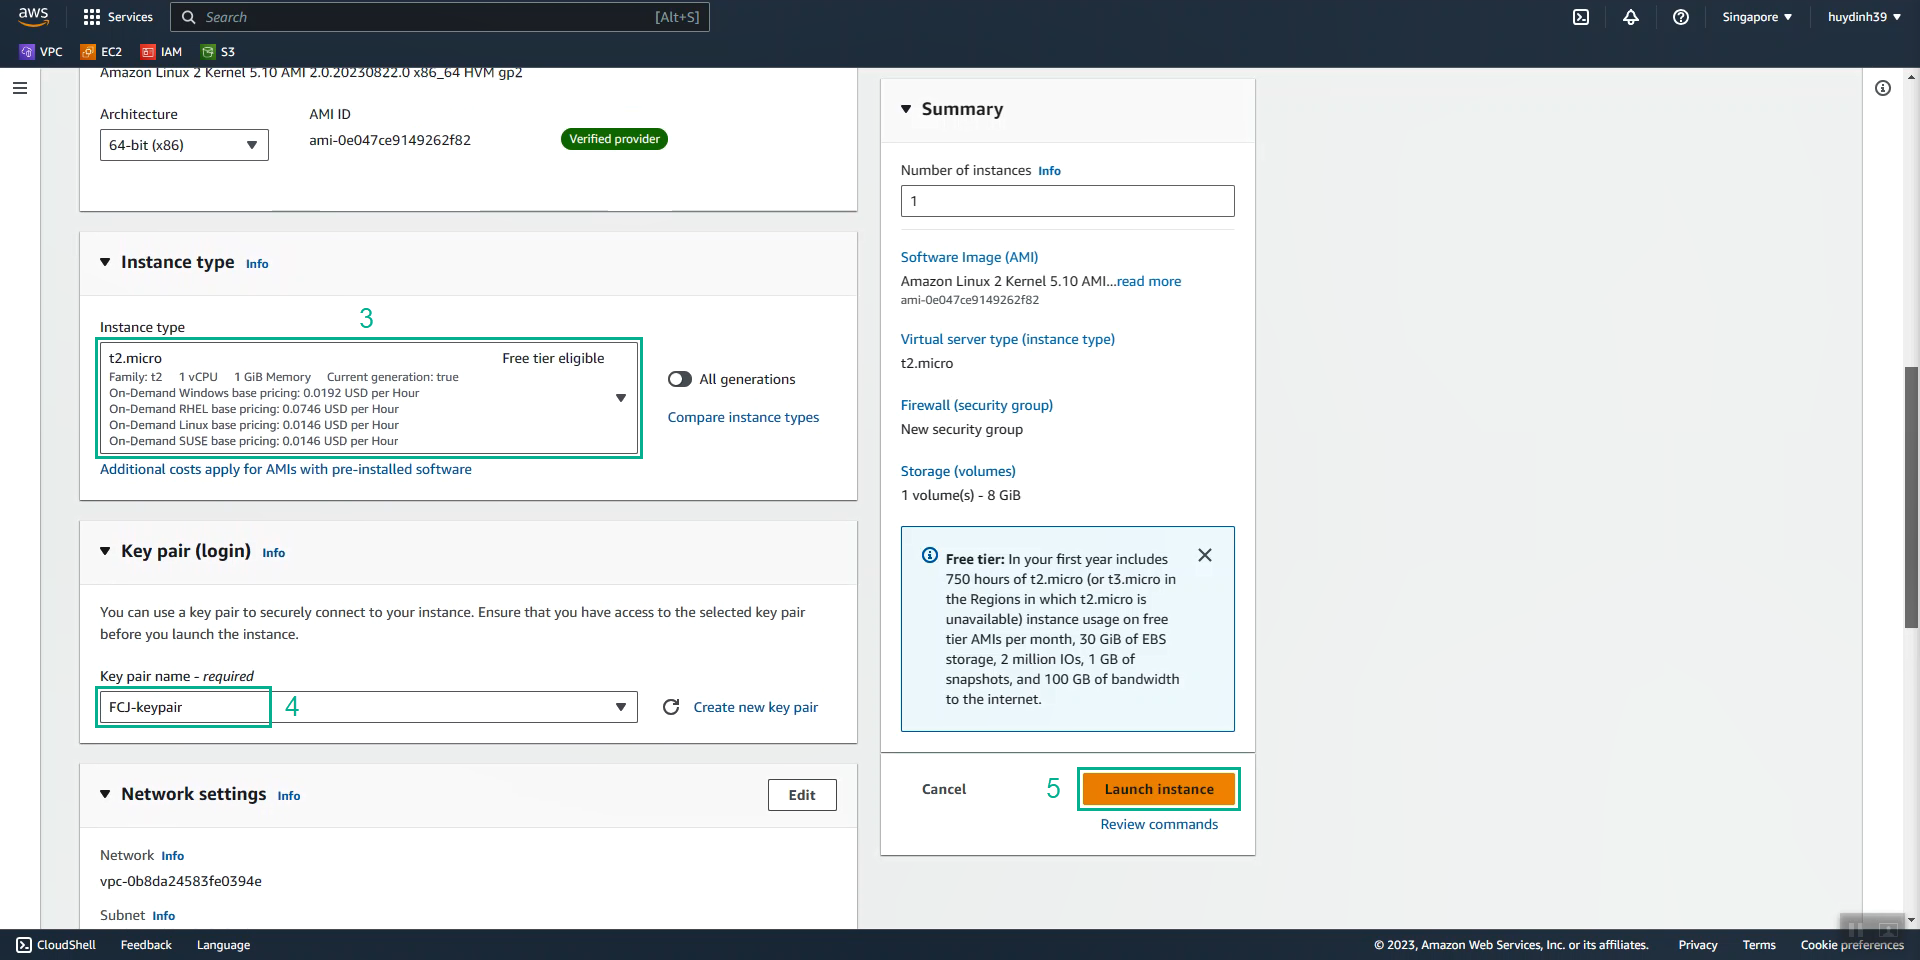 aws
Services
Search
[Alt+S]
Singapore
huydinh39
VPC
EC2
IAM
S3
Amazon Linux 2 Kernel 5.10 AMI 2.0.20230822.0 x86_64 HVM gp2
Architecture
AMI ID
64-bit (x86)
ami-0e047ce9149262f82
Verified provider
Instance type Info
3
Instance type
t2.micro
Free tier eligible
Family: t2 1 vCPU 1 GiB Memory Current generation: true
On-Demand Windows base pricing: 0.0192 USD per Hour
On-Demand RHEL base pricing: 0.0746 USD per Hour
On-Demand Linux base pricing: 0.0146 USD per Hour
On-Demand SUSE base pricing: 0.0146 USD per Hour
All generations
Compare instance types
Additional costs apply for AMIs with pre-installed software
Key pair (login) Info
You can use a key pair to securely connect to your instance. Ensure that you have access to the selected key pair
before you launch the instance.
Key pair name - required
FCJ-keypair
4
Create new key pair
Network settings Info
Edit
Network Info
vpc-0b8da24583fe0394e
Subnet Info
Summary
Number of instances Info
1
Software Image (AMI)
Amazon Linux 2 Kernel 5.10 AMI...read more
ami-0e047ce9149262f82
Virtual server type (instance type)
t2.micro
Firewall (security group)
New security group
Storage (volumes)
1 volume(s) - 8 GiB
Free tier: In your first year includes
750 hours of t2.micro (or t3.micro in
the Regions in which t2.micro is
unavailable) instance usage on free
tier AMIs per month, 30 GiB of EBS
storage, 2 million IOs, 1 GB of
snapshots, and 100 GB of bandwidth
to the internet.
Cancel
5
Launch instance
Review commands
CloudShell
Feedback
Language
© 2023, Amazon Web Services, Inc. or its affiliates.
Privacy
Terms
Cookie preferences